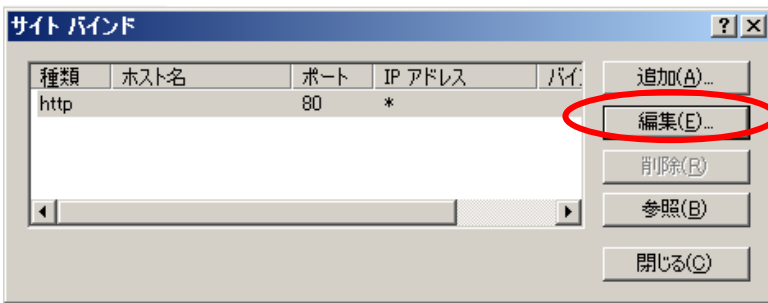 サイト バインド
種類 ホスト名 ポート IP アドレス バイン
http 80 *
追加(A)...
編集(E)...
削除(R)
参照(B)
閉じる(C)